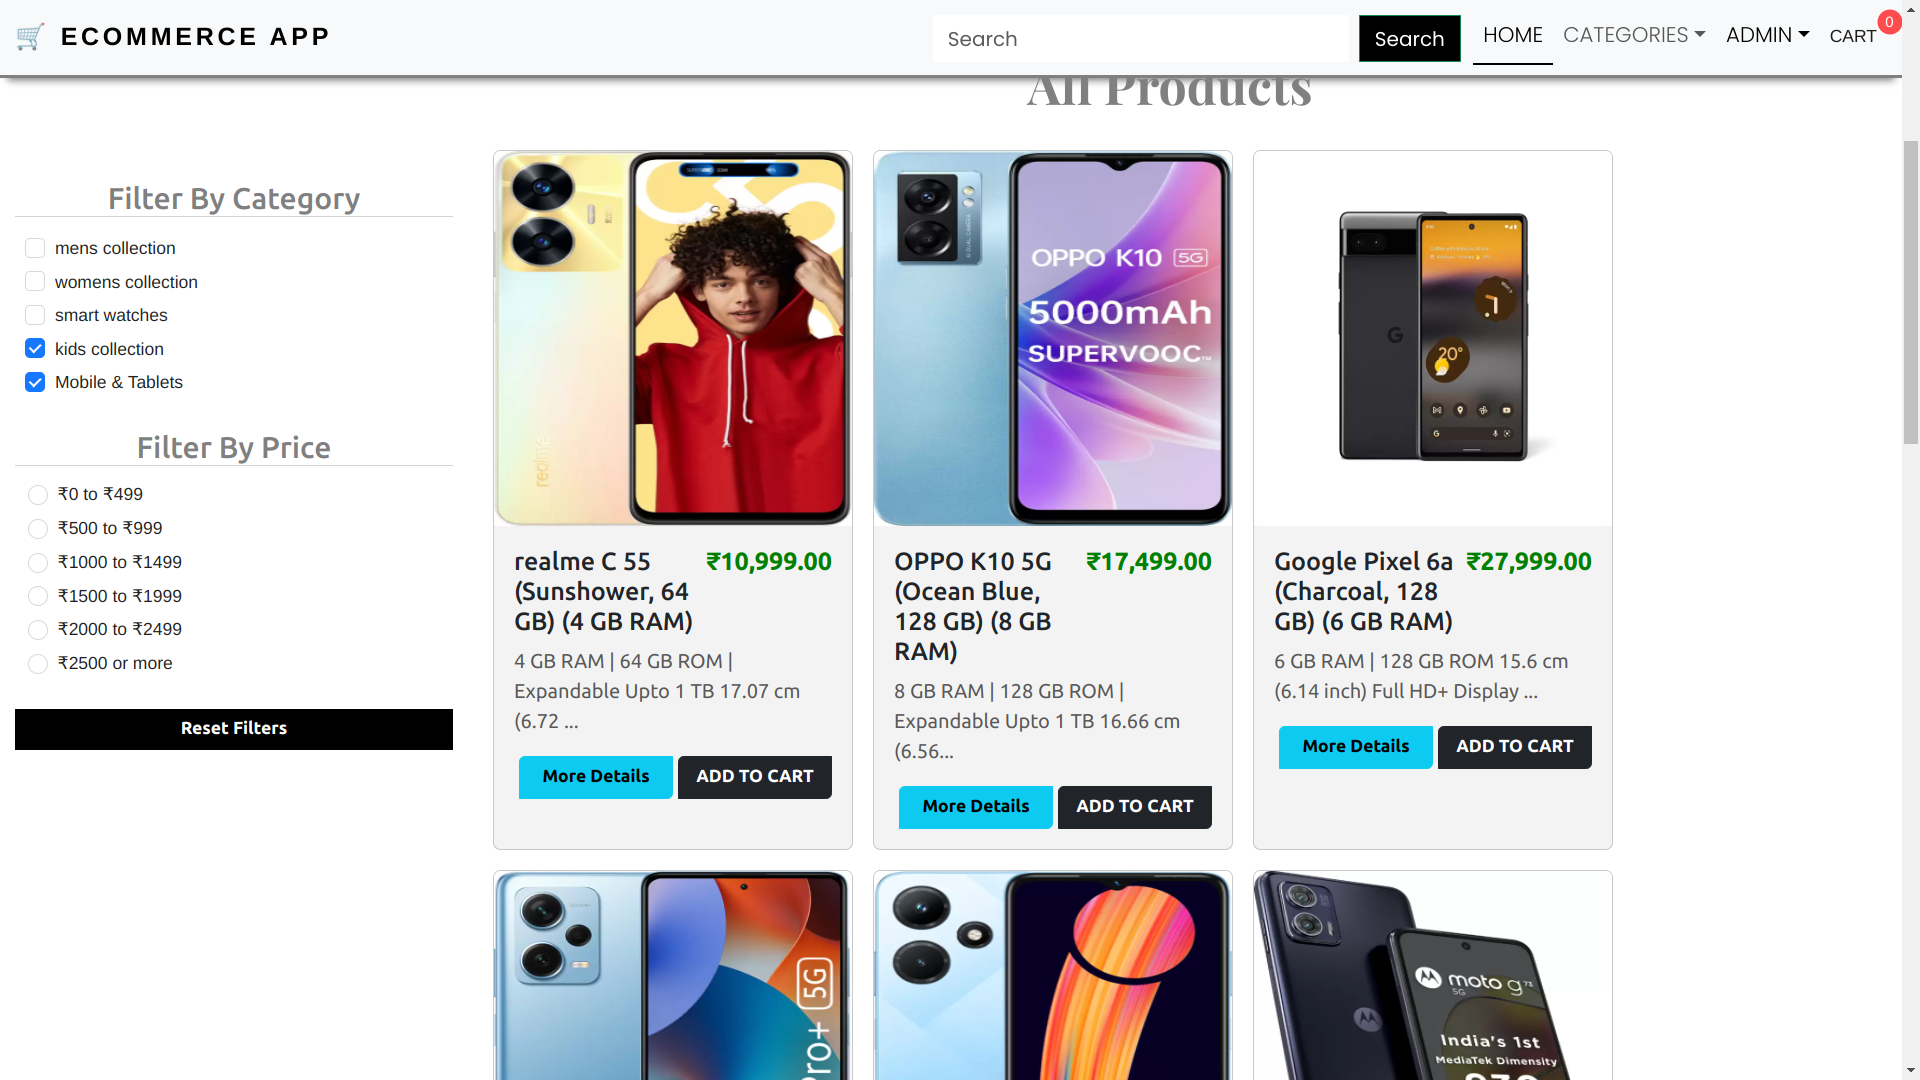 ECOMMERCE APP
Search
Search
HOME
CATEGORIES
ADMIN
CART
0
All Products
Filter By Category
mens collection
womens collection
smart watches
kids collection
Mobile & Tablets
Filter By Price
₹0 to ₹499
₹500 to ₹999
₹1000 to ₹1499
₹1500 to ₹1999
₹2000 to ₹2499
₹2500 or more
Reset Filters
realme
realme C 55 ₹10,999.00
(Sunshower, 64
GB) (4 GB RAM)
4 GB RAM | 64 GB ROM |
Expandable Upto 1 TB 17.07 cm
(6.72 ...
More Details
ADD TO CART
OPPO K10 5G
5000mAh
SUPERVOOC™
OPPO K10 5G ₹17,499.00
(Ocean Blue,
128 GB) (8 GB
RAM)
8 GB RAM | 128 GB ROM |
Expandable Upto 1 TB 16.66 cm
(6.56...
More Details
ADD TO CART
20°
G
Google Pixel 6a ₹27,999.00
(Charcoal, 128
GB) (6 GB RAM)
6 GB RAM | 128 GB ROM 15.6 cm
(6.14 inch) Full HD+ Display ...
More Details
ADD TO CART
Pro+ 5G
moto g73
5G
India's 1st
MediaTek Dimensity
930